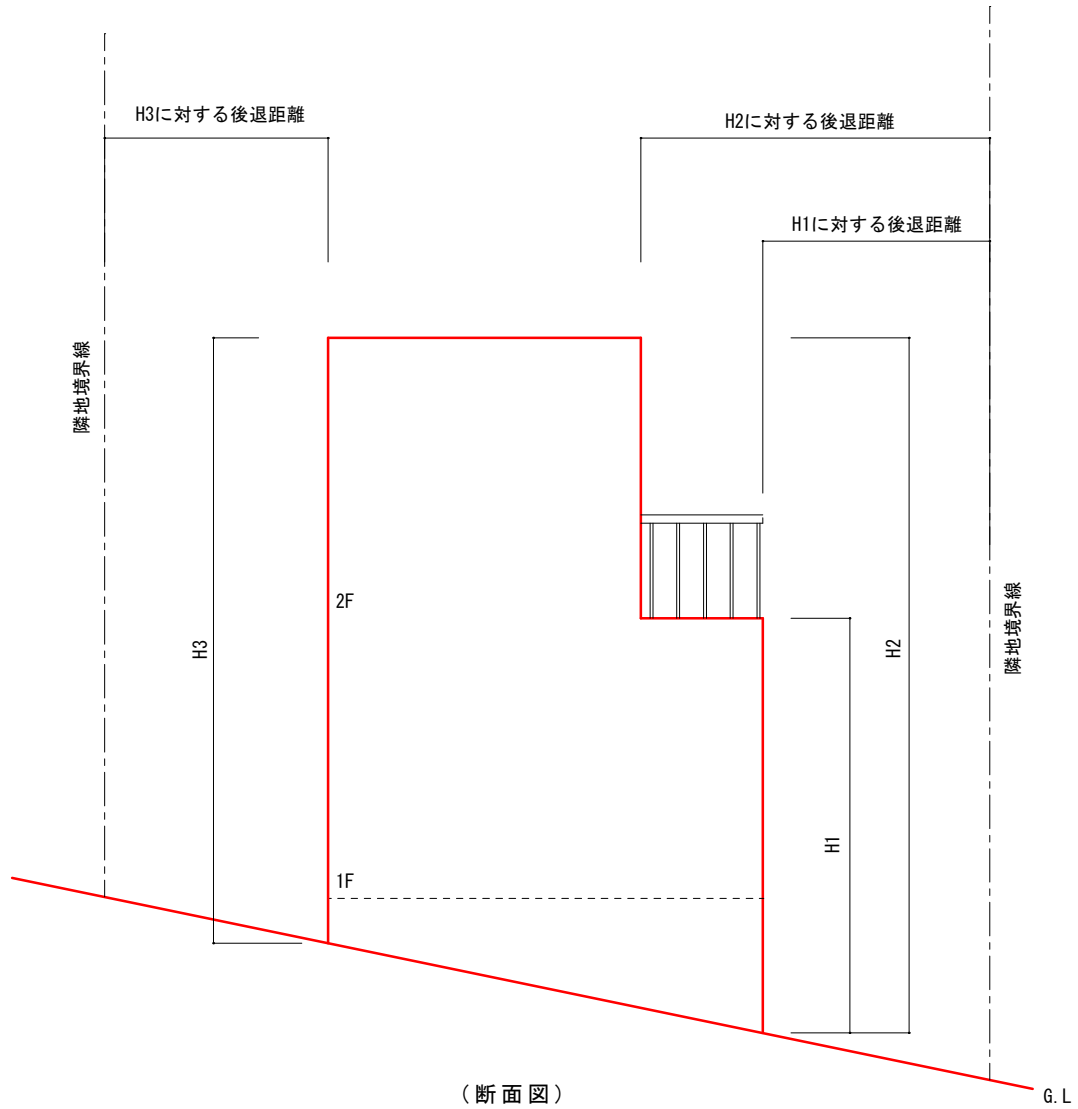 H3に対する後退距離
H2に対する後退距離
H1に対する後退距離
隣地境界線
隣地境界線
2F
H3
H2
H1
1F
(断面図)
G.L